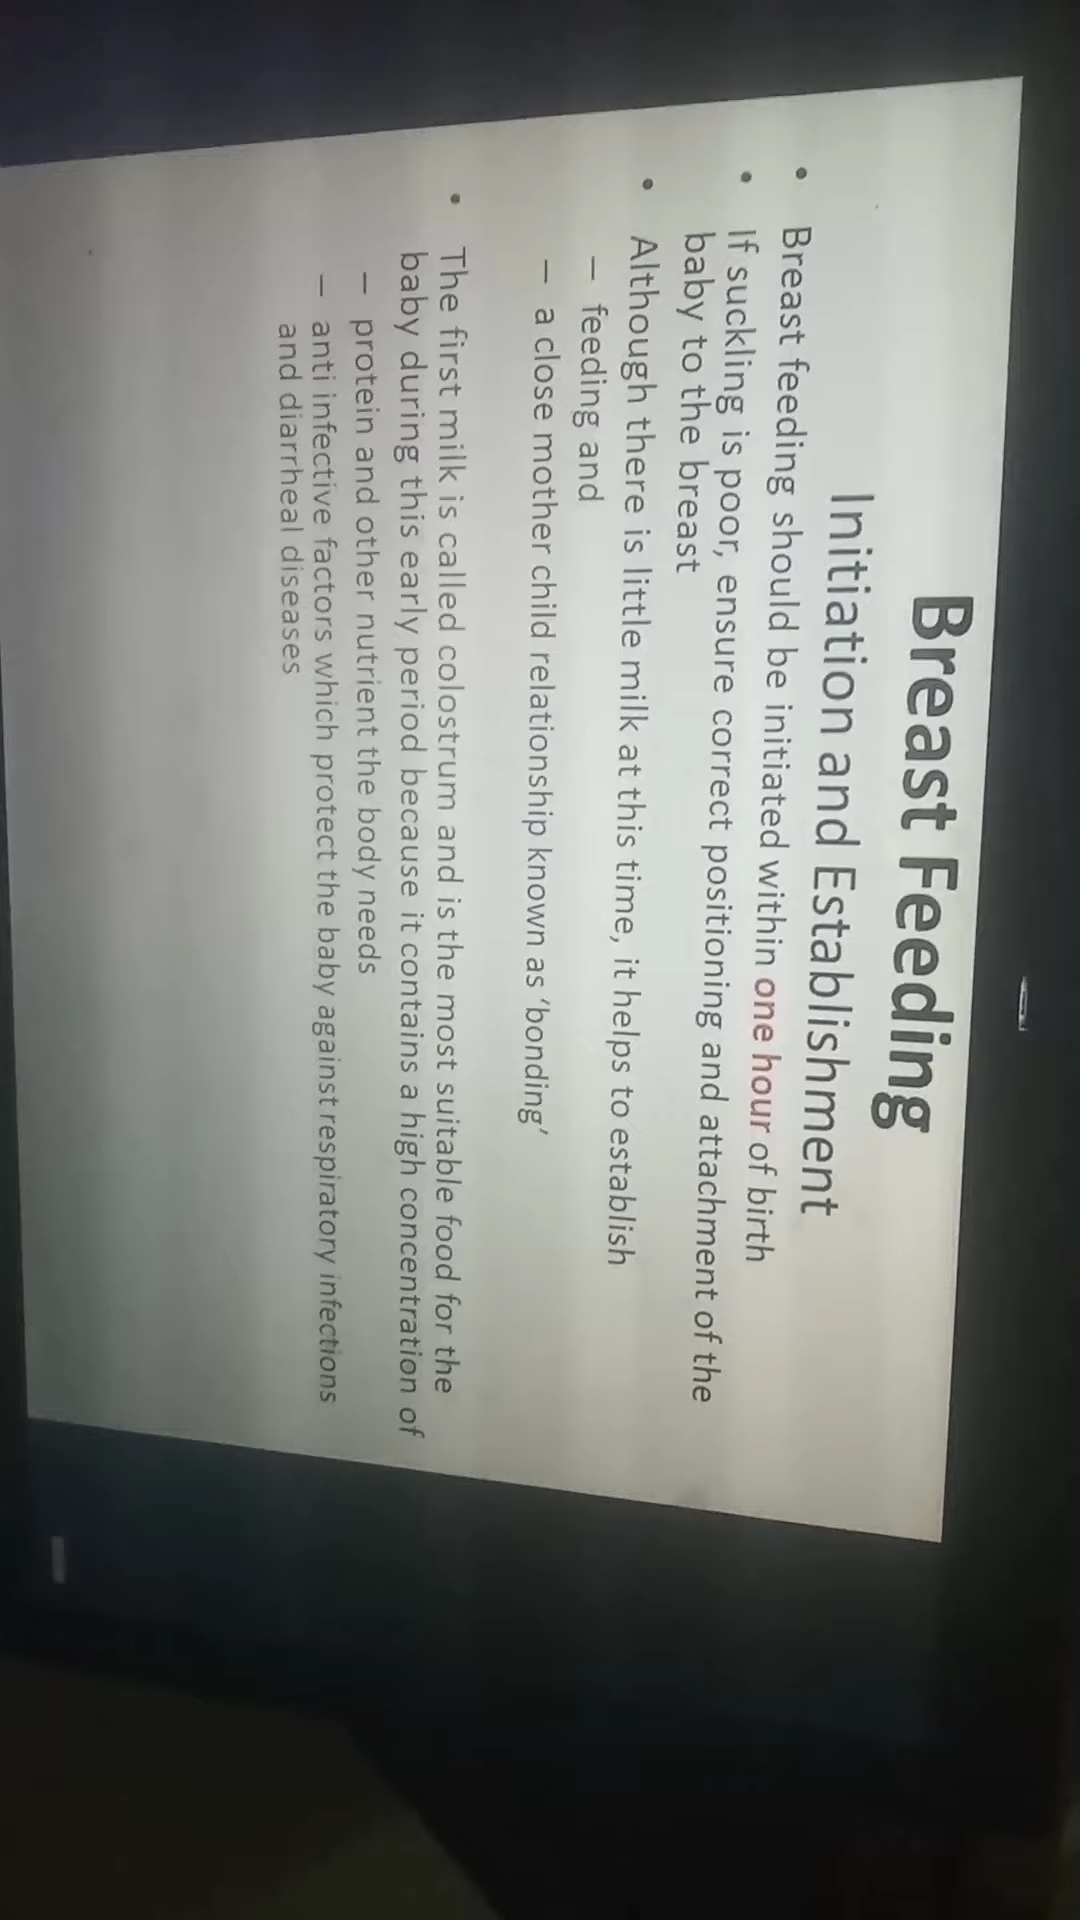 Breast Feeding
Initiation and Establishment
• Breast feeding should be initiated within one hour of birth
• If suckling is poor, ensure correct positioning and attachment of the
baby to the breast
• Although there is little milk at this time, it helps to establish
– feeding and
– a close mother child relationship known as ‘bonding’
• The first milk is called colostrum and is the most suitable food for the
baby during this early period because it contains a high concentration of
– protein and other nutrient the body needs
– anti infective factors which protect the baby against respiratory infections
and diarrheal diseases